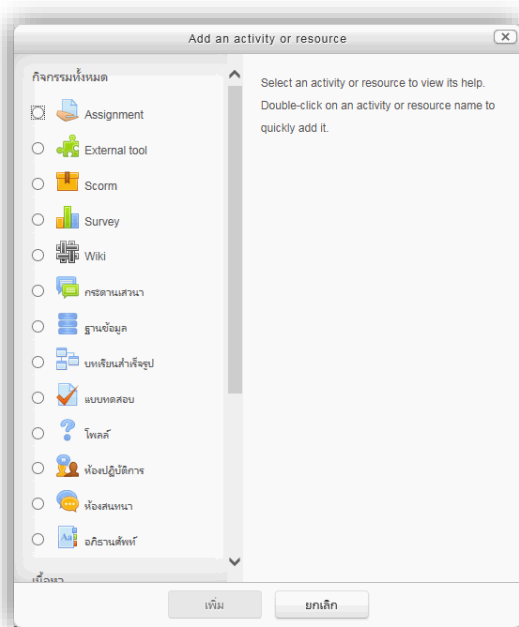 Add an activity or resource
กิจกรรมทั้งหมด
Assignment
External tool
Scorm
Survey
Wiki
กระดานเสวนา
ฐานข้อมูล
บทเรียนสำเร็จรูป
แบบทดสอบ
โพลล์
ห้องปฏิบัติการ
ห้องสนทนา
อภิธานศัพท์
เนื้อหา
Select an activity or resource to view its help.
Double-click on an activity or resource name to
quickly add it.
เพิ่ม
ยกเลิก